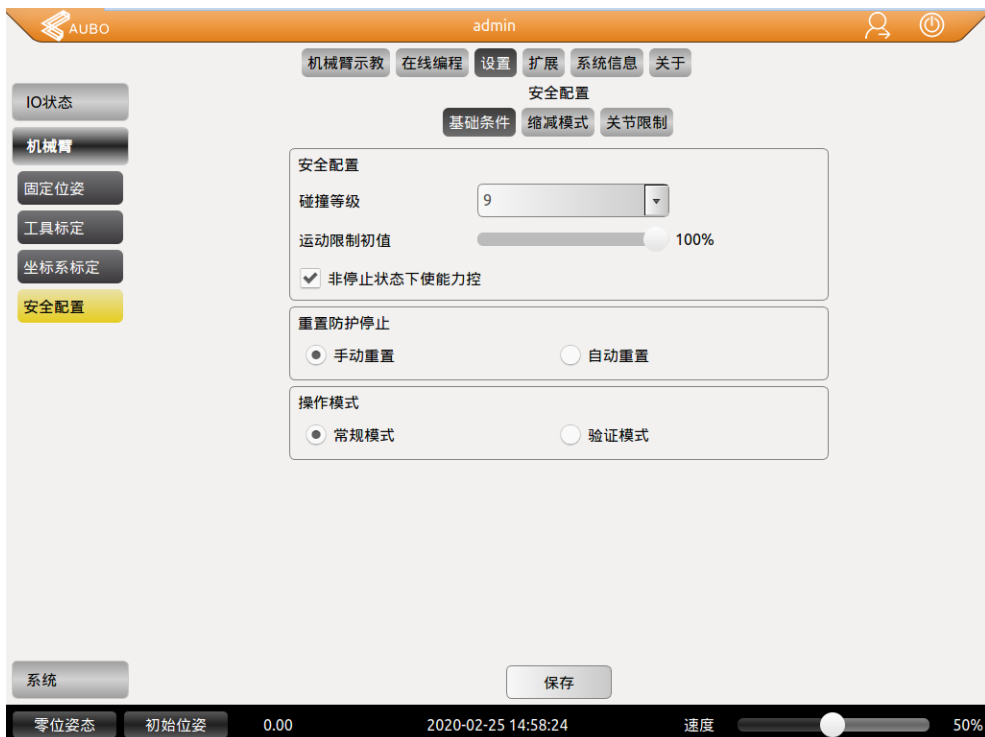 AUBO
admin
机械臂示教 在线编程 设置 扩展 系统信息 关于
安全配置
基础条件 缩减模式 关节限制
IO状态
机械臂
固定位姿
工具标定
坐标系标定
安全配置
安全配置
碰撞等级 9
运动限制初值 100%
非停止状态下使能力控
重置防护停止
手动重置 自动重置
操作模式
常规模式 验证模式
系统
保存
零位姿态 初始位姿 0.00 2020-02-25 14:58:24 速度 50%